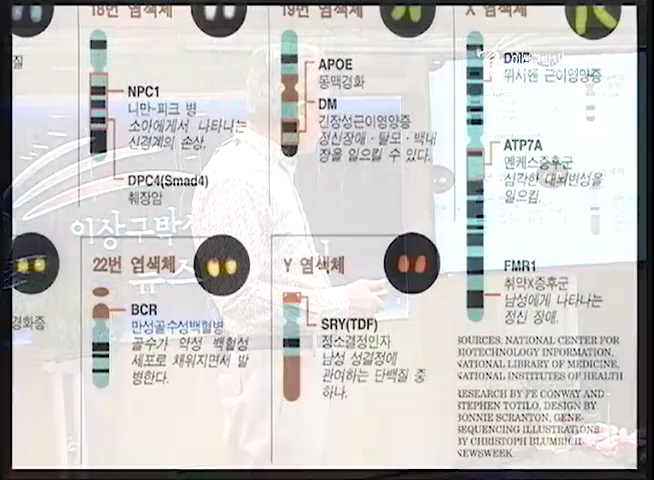 18번 염색체
NPC1
니만-피크 병
소아에게서 나타나는
신경계의 손상.
DPC4(Smad4)
췌장암
19번 염색체
APOE
동맥경화
DM
긴장성근이영양증
정신장애·탈모·백내
장을 일으킬 수 있다.
X 염색체
뒤시엔 근이영양증
ATP7A
멘케스증후군
심각한 대뇌변성을
일으킴.
FMR1
취약X증후군
남성에게 나타나는
정신 장애.
이상구박사
뉴스
경화증
22번 염색체
BCR
만성골수성백혈병
골수가 악성 백혈성
세포로 채워지면서 발
병한다.
Y 염색체
SRY(TDF)
정소결정인자
남성 성결정에
관여하는 단백질 중
하나.
SOURCES: NATIONAL CENTER FOR
BIOTECHNOLOGY INFORMATION,
NATIONAL LIBRARY OF MEDICINE,
NATIONAL INSTITUTES OF HEALTH
RESEARCH BY FE CONWAY AND
STEPHEN TOTILO, DESIGN BY
BONNIE SCRANTON, GENE-
SEQUENCING ILLUSTRATIONS
BY CHRISTOPH BLUMRICH-
NEWSWEEK